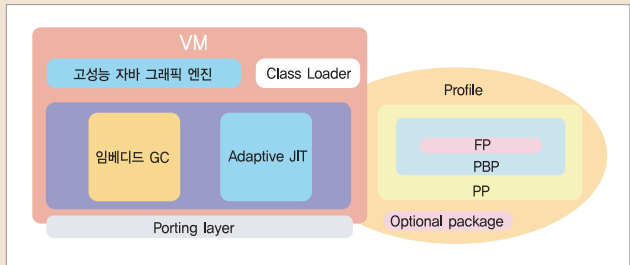 VM
고성능 자바 그래픽 엔진
Class Loader
임베디드 GC
Adaptive JIT
Porting layer
Profile
FP
PBP
PP
Optional package